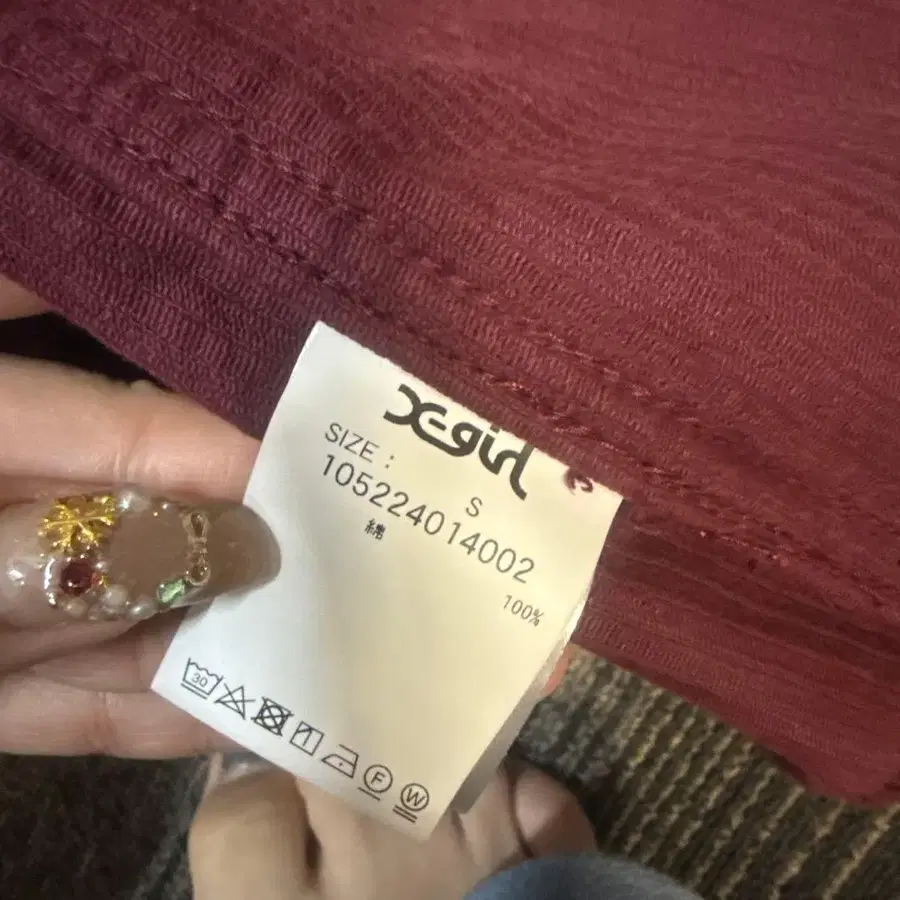 X-girl
SIZE : S
105224014002
綿 100%
30
F
W